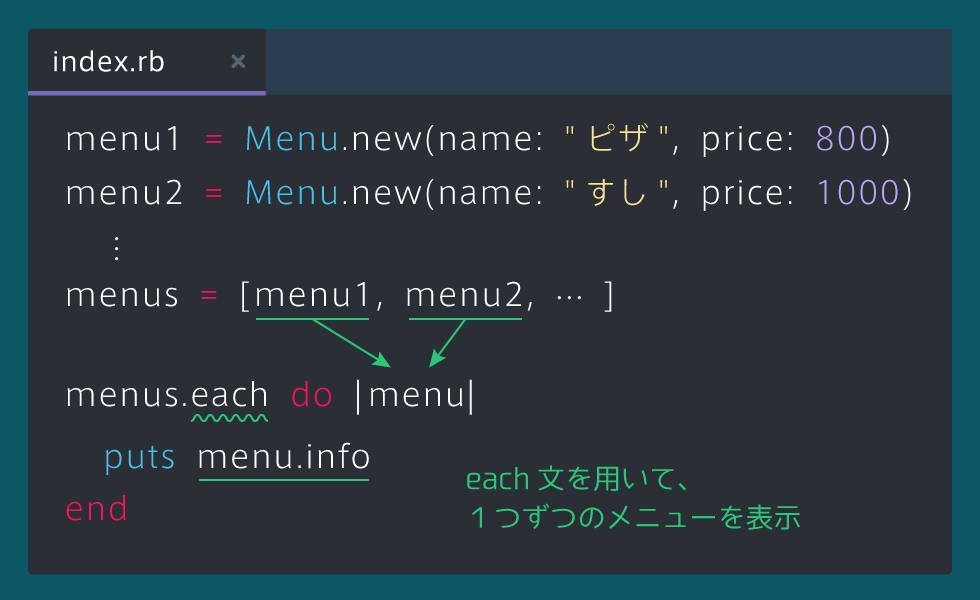 index.rb ×
menu1 = Menu.new(name: "ピザ", price: 800)
menu2 = Menu.new(name: "すし", price: 1000)
⋮
menus = [menu1, menu2, … ]
menus.each do |menu|
puts menu.info
end
each 文を用いて、
1つずつのメニューを表示